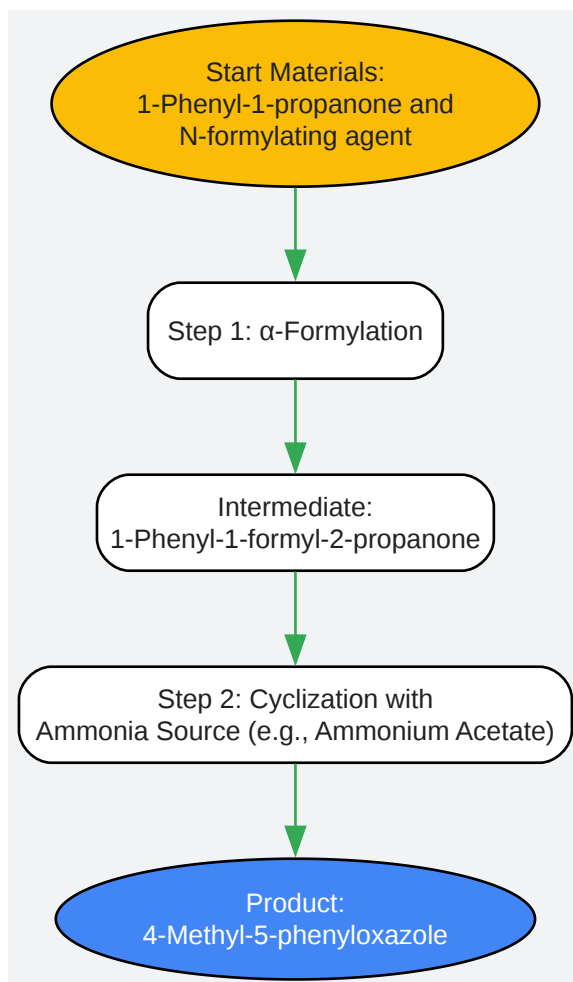 Start Materials:
1-Phenyl-1-propanone and
N-formylating agent
Step 1: α-Formylation
Intermediate:
1-Phenyl-1-formyl-2-propanone
Step 2: Cyclization with
Ammonia Source (e.g., Ammonium Acetate)
Product:
4-Methyl-5-phenyloxazole